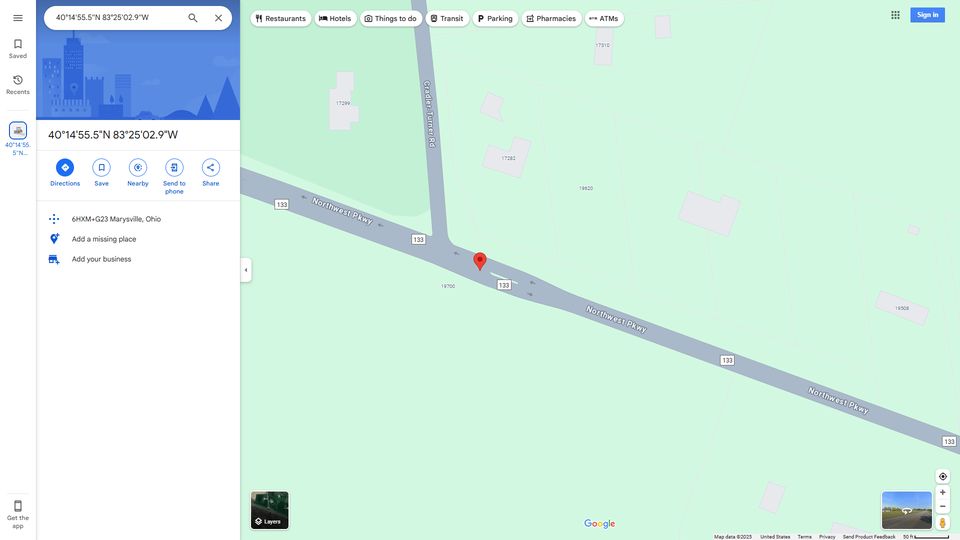 40°14'55.5"N 83°25'02.9"W
Restaurants
Hotels
Things to do
Transit
Parking
Pharmacies
ATMs
Sign in
Saved
Recents
40°14'55.
5"N...
40°14'55.5"N 83°25'02.9"W
Directions
Save
Nearby
Send to
phone
Share
6HXM+G23 Marysville, Ohio
Add a missing place
Add your business
Get the
app
17310
17299
Cradler Turner Rd
17282
19620
133
Northwest Pkwy
133
133
19700
Northwest Pkwy
19508
133
Northwest Pkwy
133
Layers
Google
Map data ©2025
United States
Terms
Privacy
Send Product Feedback
50 ft